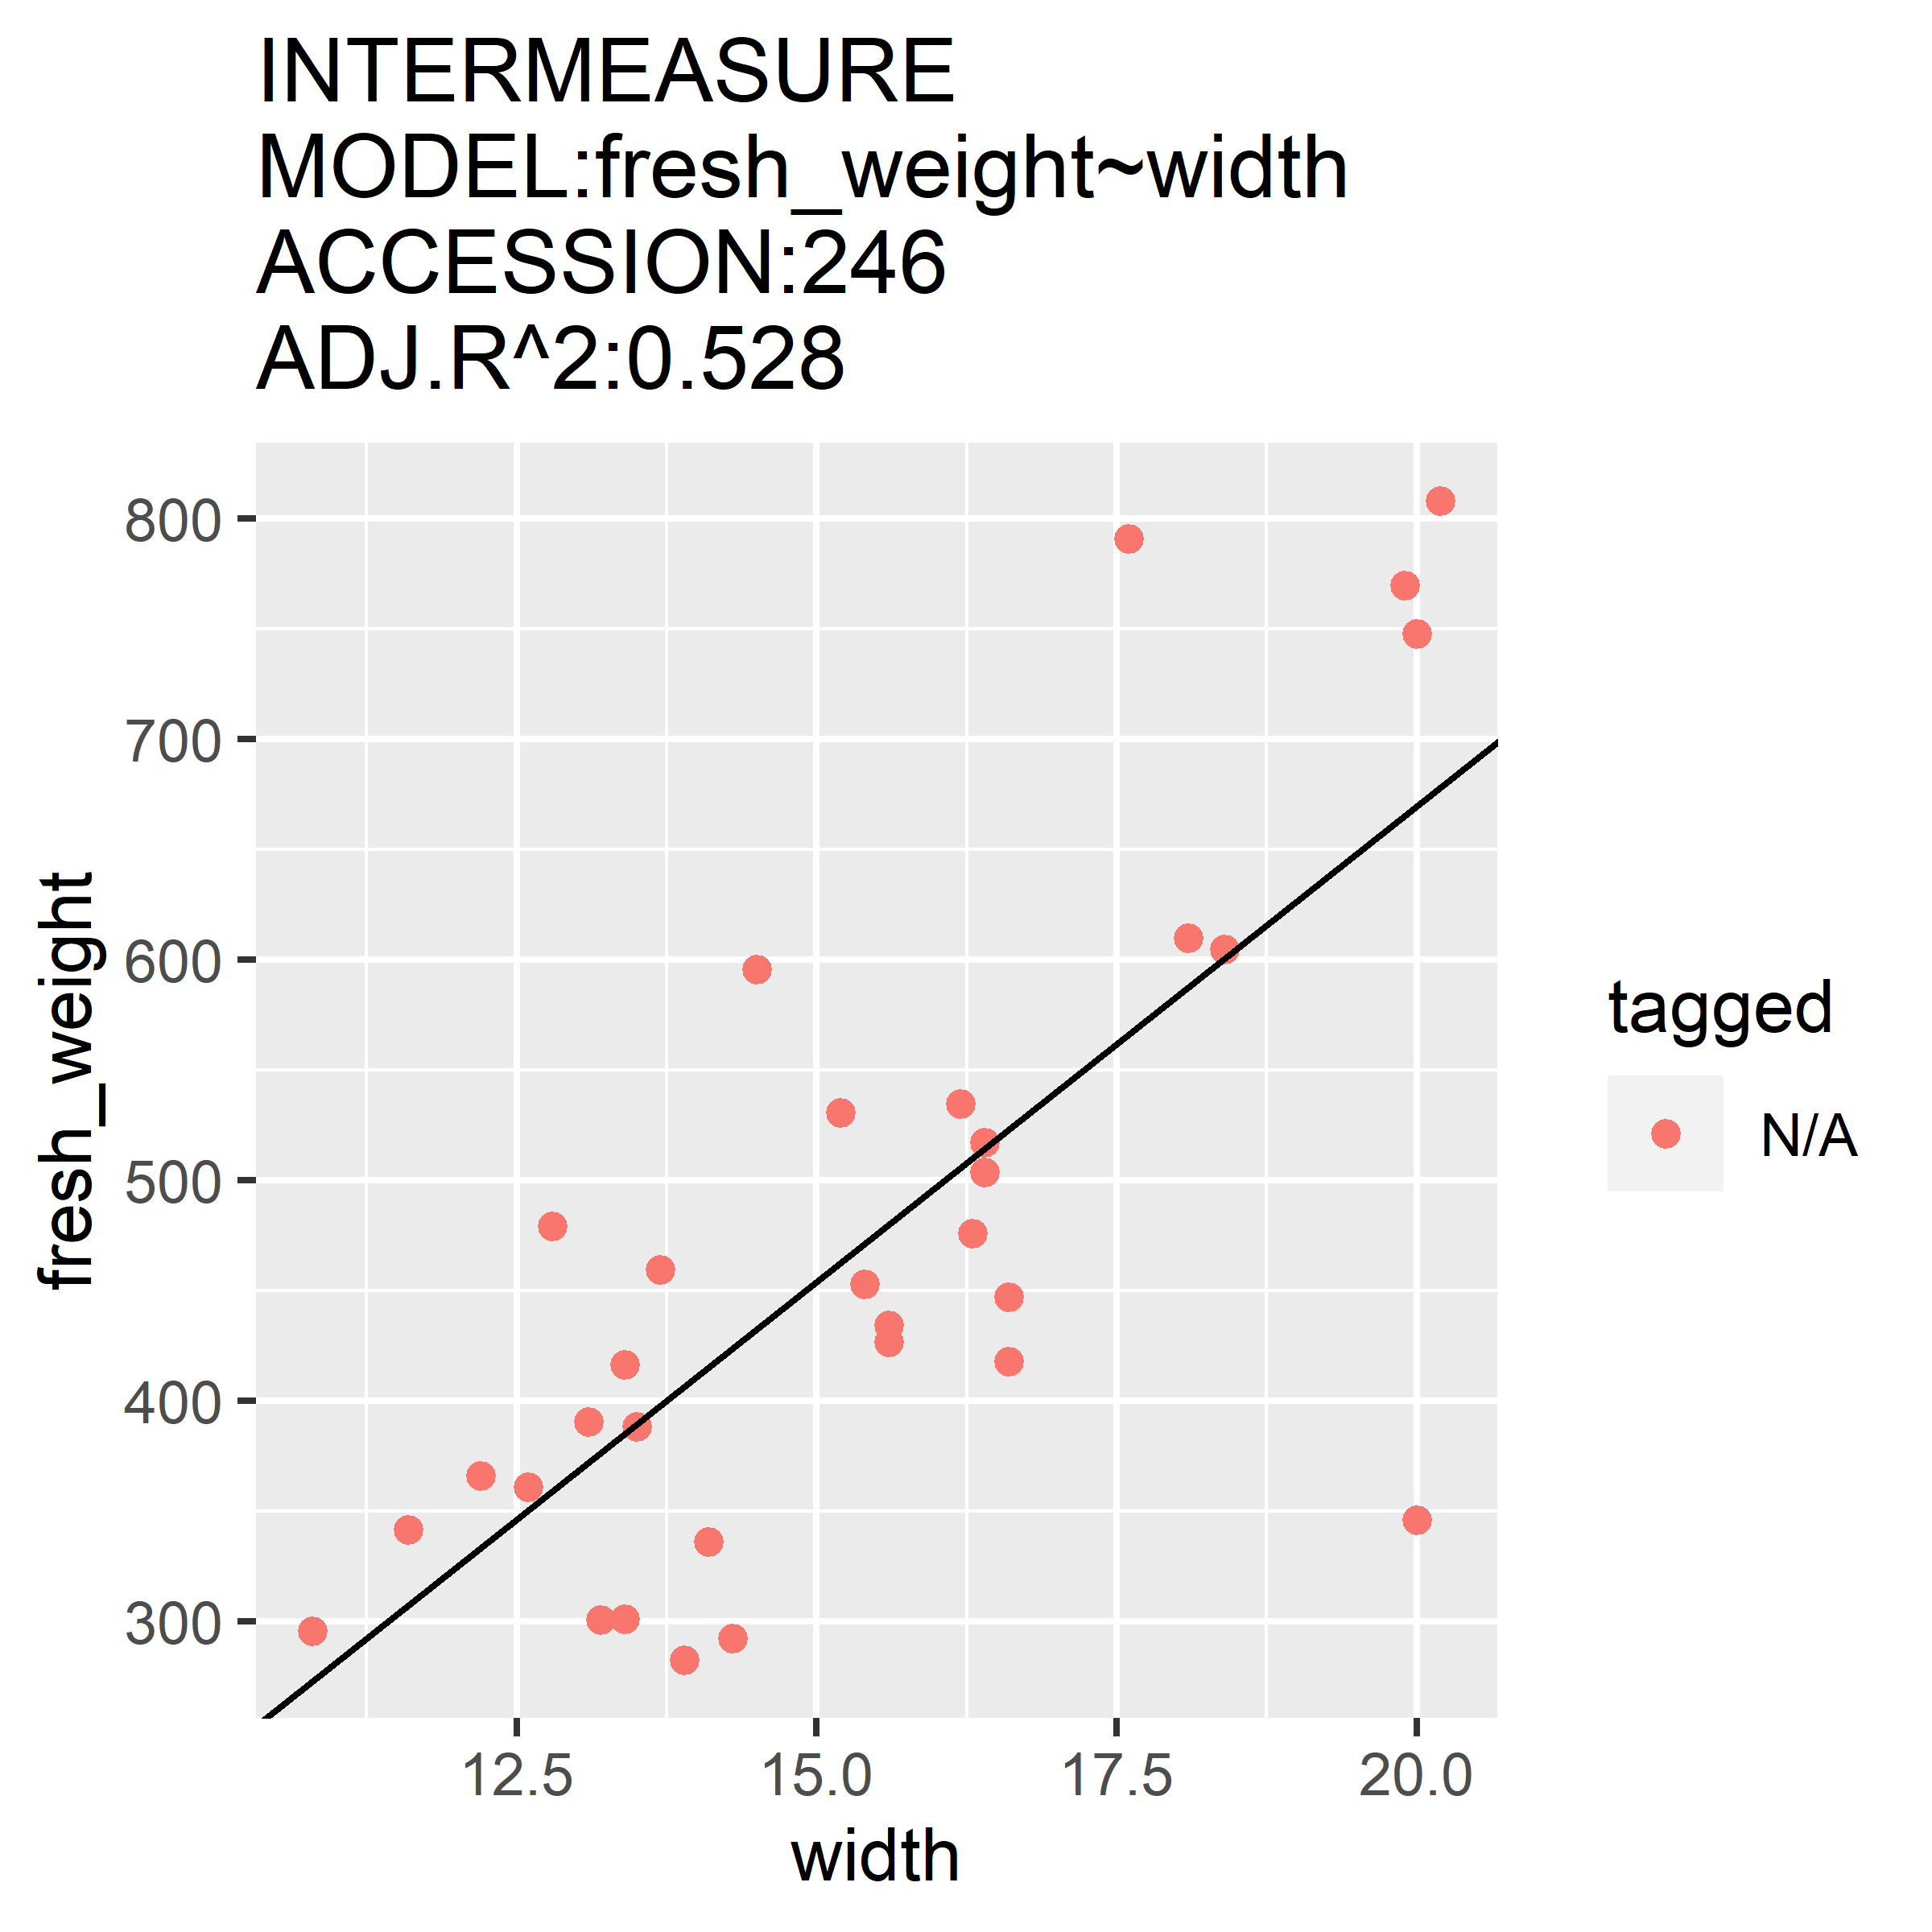 INTERMEASURE
MODEL:fresh_weight~width
ACCESSION:246
ADJ.R^2:0.528
800
700
600
500
400
300
fresh_weight
12.5 15.0 17.5 20.0
width
tagged
N/A